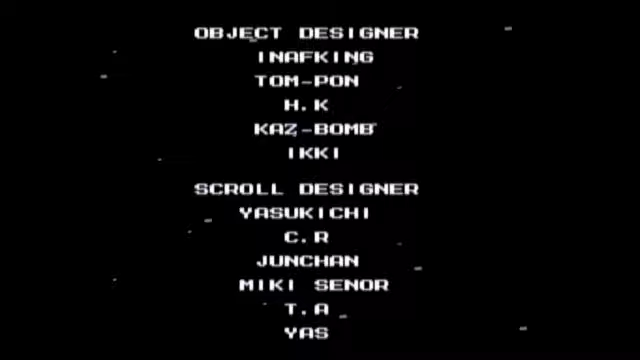 OBJECT DESIGNER
INAFKING
TOM-PON
H.K
KAZ-BOMB
IKKI
SCROLL DESIGNER
YASUKICHI
C.R
JUNCHAN
MIKI SENOR
T.A
YAS